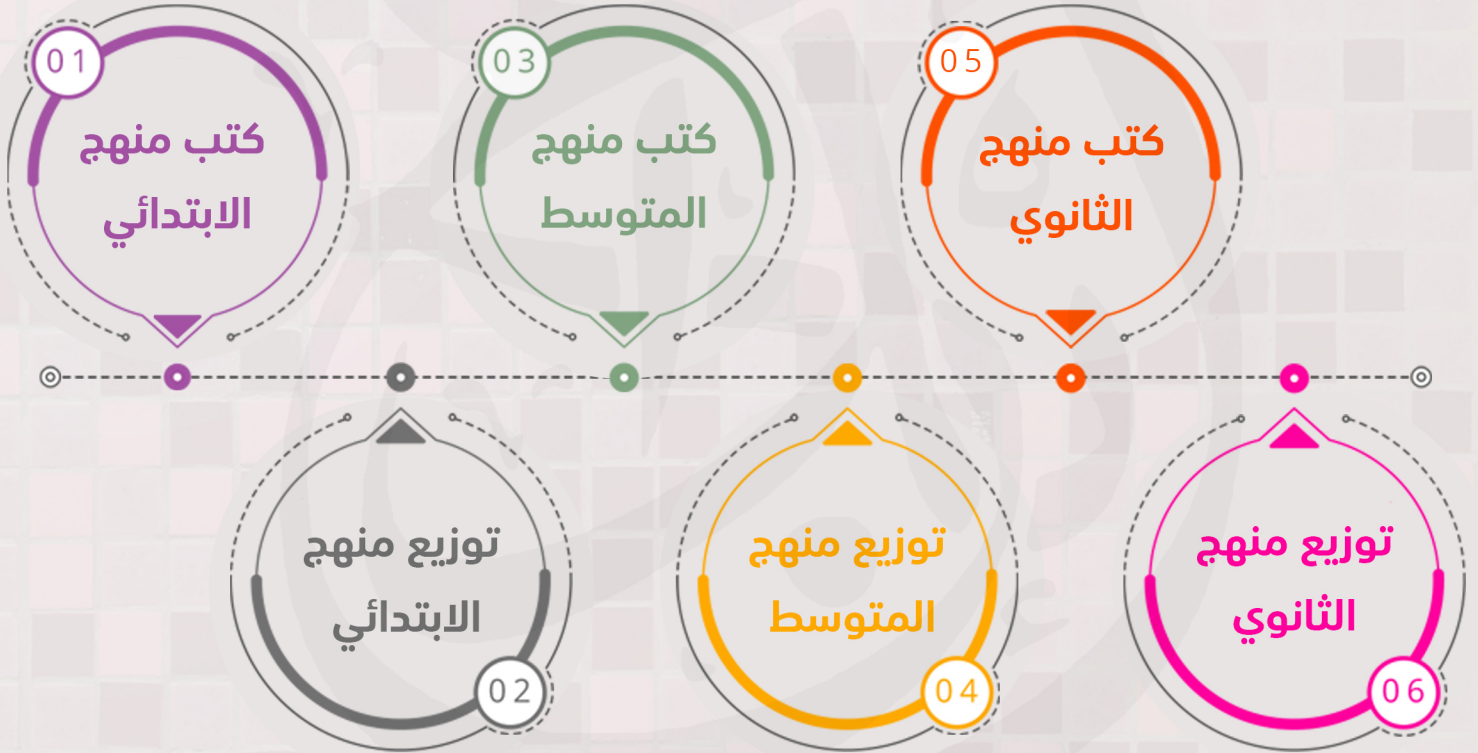 01
كتب منهج
الابتدائي
02
توزيع منهج
الابتدائي
03
كتب منهج
المتوسط
04
توزيع منهج
المتوسط
05
كتب منهج
الثانوي
06
توزيع منهج
الثانوي